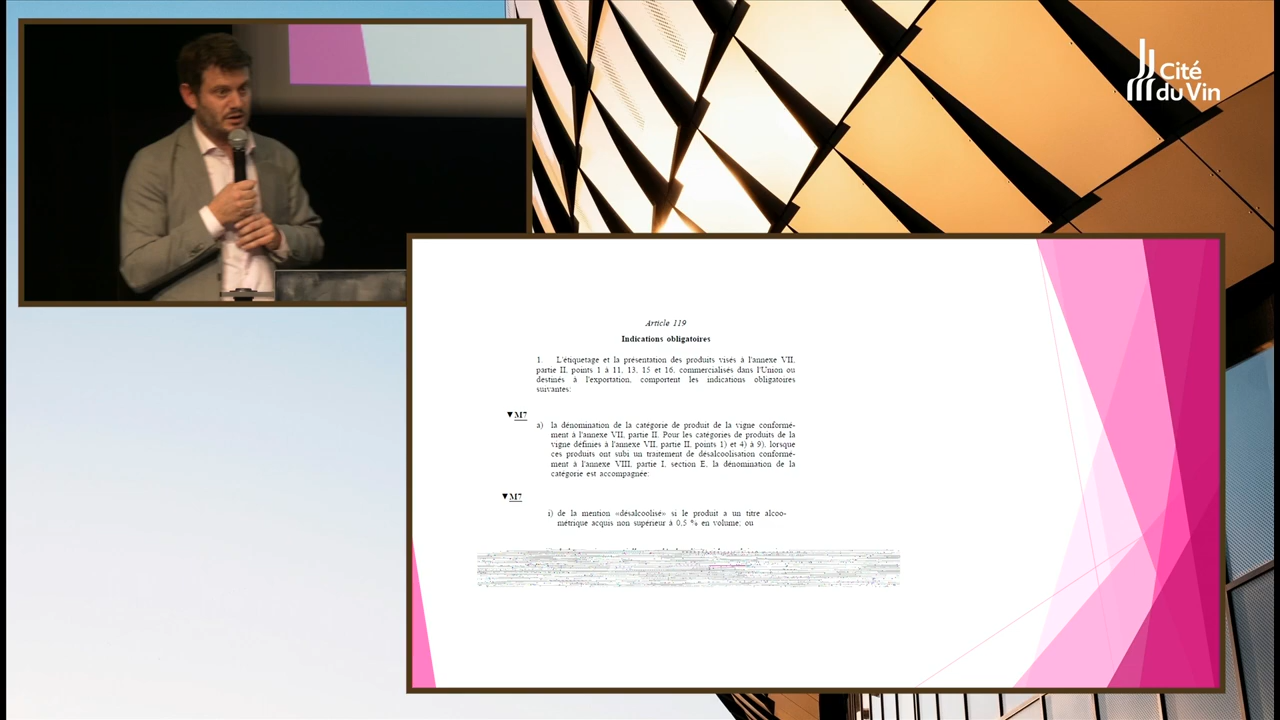 Cité
du Vin
Article 119
Indications obligatoires
1. L'étiquetage et la présentation des produits visés à l'annexe VII,
partie II, points 1 à 11, 13, 15 et 16, commercialisés dans l'Union ou
destinés à l'exportation, comportent les indications obligatoires
suivantes:
▼M7
a) la dénomination de la catégorie de produit de la vigne conformé-
ment à l'annexe VII, partie II. Pour les catégories de produits de la
vigne définies à l'annexe VII, partie II, points 1) et 4) à 9), lorsque
ces produits ont subi un traitement de désalcoolisation conformé-
ment à l'annexe VIII, partie I, section E, la dénomination de la
catégorie est accompagnée:
▼M7
i) de la mention «désalcoolisé» si le produit a un titre alcoo-
métrique acquis non supérieur à 0,5 % en volume; ou